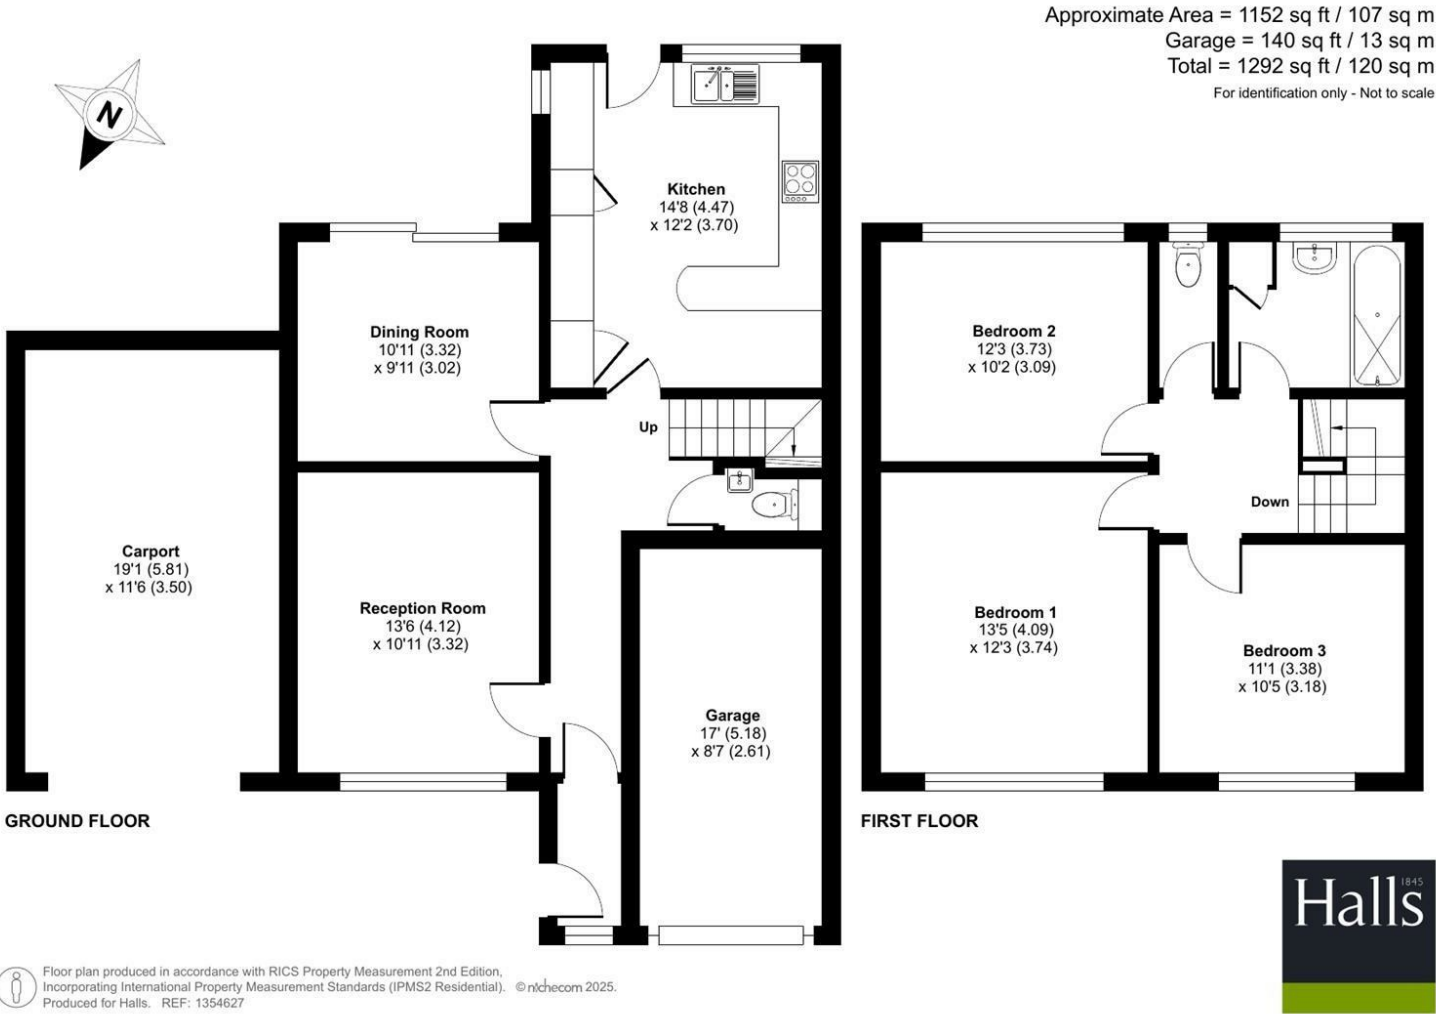 Approximate Area = 1152 sq ft / 107 sq m
Garage = 140 sq ft / 13 sq m
Total = 1292 sq ft / 120 sq m
For identification only - Not to scale
N
Kitchen
14'8 (4.47)
x 12'2 (3.70)
Dining Room
10'11 (3.32)
x 9'11 (3.02)
Up
Carport
19'1 (5.81)
x 11'6 (3.50)
Reception Room
13'6 (4.12)
x 10'11 (3.32)
Garage
17' (5.18)
x 8'7 (2.61)
GROUND FLOOR
Bedroom 2
12'3 (3.73)
x 10'2 (3.09)
Down
Bedroom 1
13'5 (4.09)
x 12'3 (3.74)
Bedroom 3
11'1 (3.38)
x 10'5 (3.18)
FIRST FLOOR
1845
Halls
Floor plan produced in accordance with RICS Property Measurement 2nd Edition,
Incorporating International Property Measurement Standards (IPMS2 Residential). © nichecom 2025.
Produced for Halls. REF: 1354627